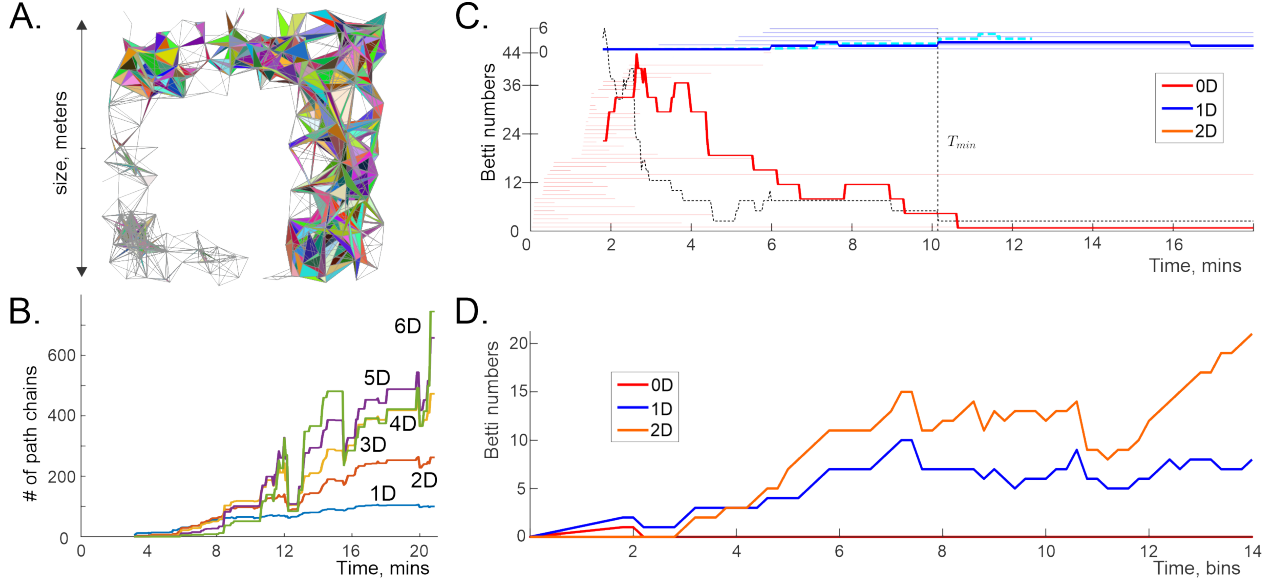 A.
size, meters
B.
# of path chains
600
400
200
0
0
4
8
12
16
20
Time, mins
6D
5D
4D
3D
2D
1D
C.
Betti numbers
6
0
44
36
24
12
0
0
2
4
6
8
10
12
14
16
Time, mins
T_min
0D
1D
2D
D.
Betti numbers
20
15
10
5
0
2
4
6
8
10
12
14
Time, bins
0D
1D
2D